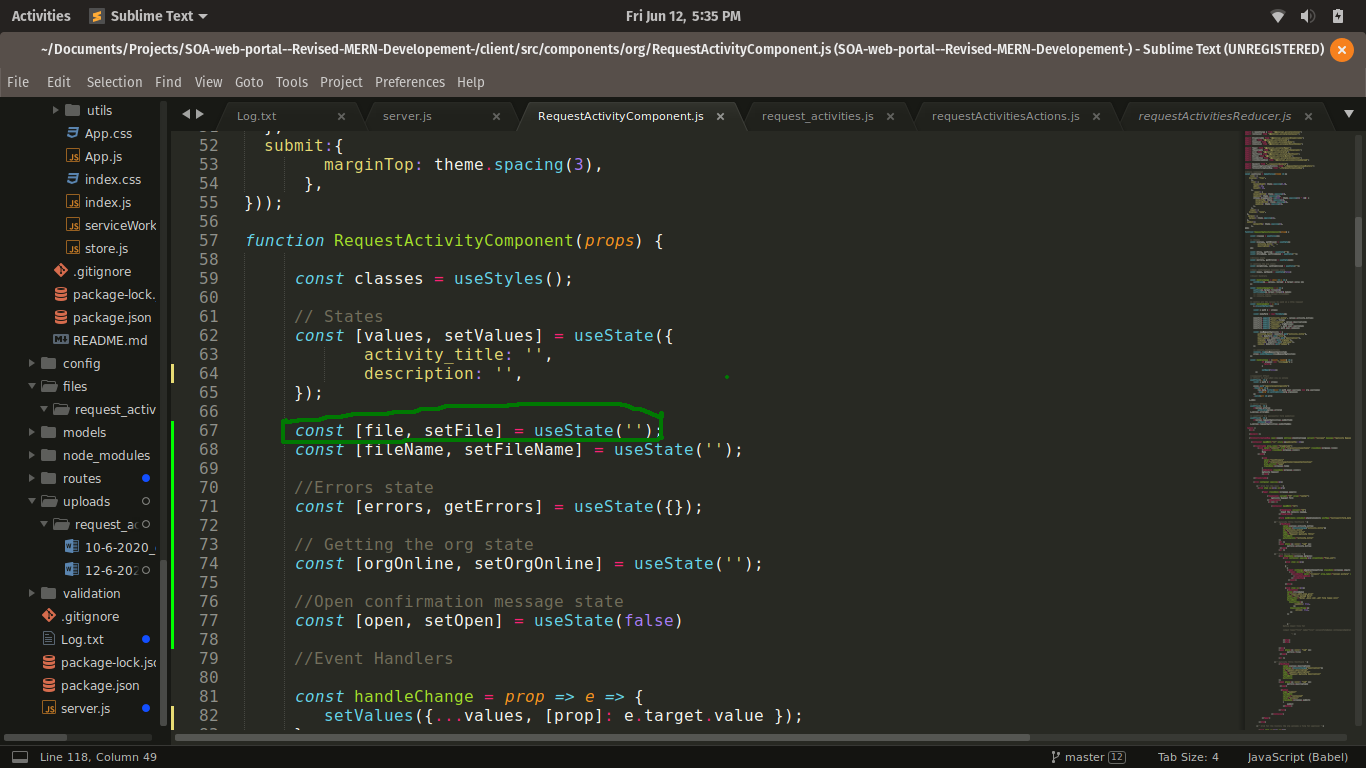 Activities
Sublime Text
Fri Jun 12, 5:35 PM
~/Documents/Projects/SOA-web-portal--Revised-MERN-Developement-/client/src/components/org/RequestActivityComponent.js (SOA-web-portal--Revised-MERN-Developement-) - Sublime Text (UNREGISTERED)
File Edit Selection Find View Goto Tools Project Preferences Help
Log.txt
server.js
RequestActivityComponent.js
request_activities.js
requestActivitiesActions.js
requestActivitiesReducer.js
utils
App.css
App.js
index.css
index.js
serviceWork
store.js
.gitignore
package-lock.
package.json
README.md
config
files
request_activ
models
node_modules
routes
uploads
request_ac
10-6-2020_
12-6-202
validation
.gitignore
Log.txt
package-lock.jsc
package.json
server.js
52 submit:{
53 marginTop: theme.spacing(3),
54 },
55 }));
56
57 function RequestActivityComponent(props) {
58
59 const classes = useStyles();
60
61 // States
62 const [values, setValues] = useState({
63 activity_title: '',
64 description: '',
65 });
66
67 const [file, setFile] = useState('');
68 const [fileName, setFileName] = useState('');
69
70 //Errors state
71 const [errors, getErrors] = useState({});
72
73 // Getting the org state
74 const [orgOnline, setOrgOnline] = useState('');
75
76 //Open confirmation message state
77 const [open, setOpen] = useState(false)
78
79 //Event Handlers
80
81 const handleChange = prop => e => {
82 setValues({...values, [prop]: e.target.value });
Line 118, Column 49
master 12
Tab Size: 4
JavaScript (Babel)